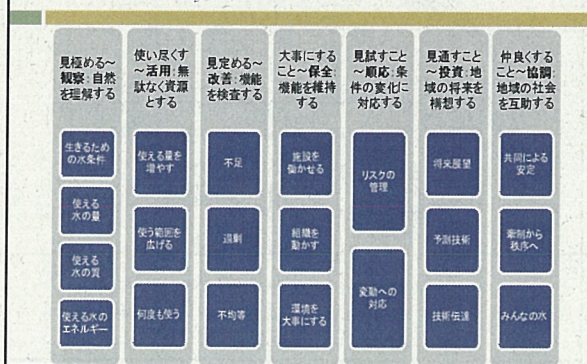 見極める～
観察:自然
を理解する
生きるため
の水条件
使える
水の量
使える
水の質
使える水の
エネルギー
使い尽くす
～活用:無
駄なく資源
とする
使える量を
増やす
使う範囲を
広げる
何度も使う
見定める～
改善:機能
を検査する
不足
過剰
不均等
大事にする
こと～保全:
機能を維持
する
施設を
働かせる
組織を
動かす
環境を
大事にする
見試すこと
～順応:条
件の変化に
対応する
リスクの
管理
変動への
対応
見通すこと
～投資:地
域の将来を
構想する
将来展望
予測技術
技術伝達
仲良くする
こと～協調:
地域の社会
を互助する
共同による
安定
牽制から
秩序へ
みんなの水